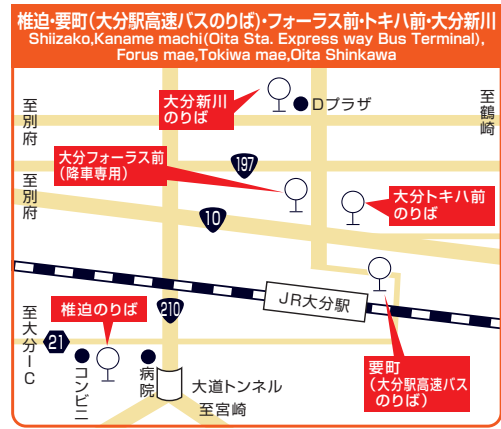 椎迫・要町(大分駅高速バスのりば)・フォーラス前・トキハ前・大分新川
Shiizako,Kaname machi(Oita Sta. Express way Bus Terminal),
Forus mae,Tokiwa mae,Oita Shinkawa
至別府
大分新川
のりば
Dプラザ
至鶴崎
大分フォーラス前
(降車専用)
197
至別府
10
大分トキハ前
のりば
JR大分駅
至大分IC
椎迫のりば
210
21
コンビニ
病院
大道トンネル
至宮崎
要町
(大分駅高速バス
のりば)